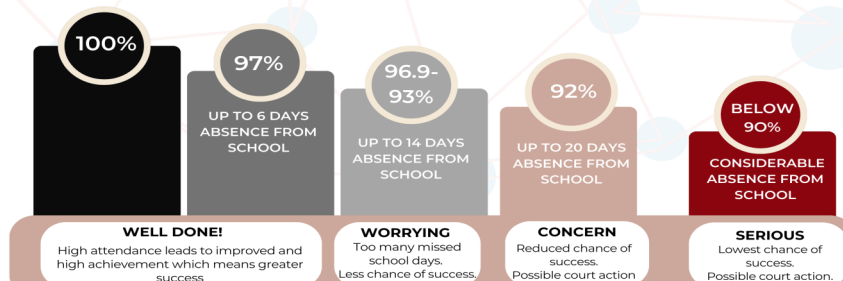 100%
97%
UP TO 6 DAYS
ABSENCE FROM
SCHOOL
96.9-
93%
UP TO 14 DAYS
ABSENCE FROM
SCHOOL
92%
UP TO 20 DAYS
ABSENCE FROM
SCHOOL
BELOW
90%
CONSIDERABLE
ABSENCE FROM
SCHOOL
WELL DONE!
High attendance leads to improved and
high achievement which means greater
success
WORRYING
Too many missed
school days.
Less chance of success.
CONCERN
Reduced chance of
success.
Possible court action
SERIOUS
Lowest chance of
success.
Possible court action.